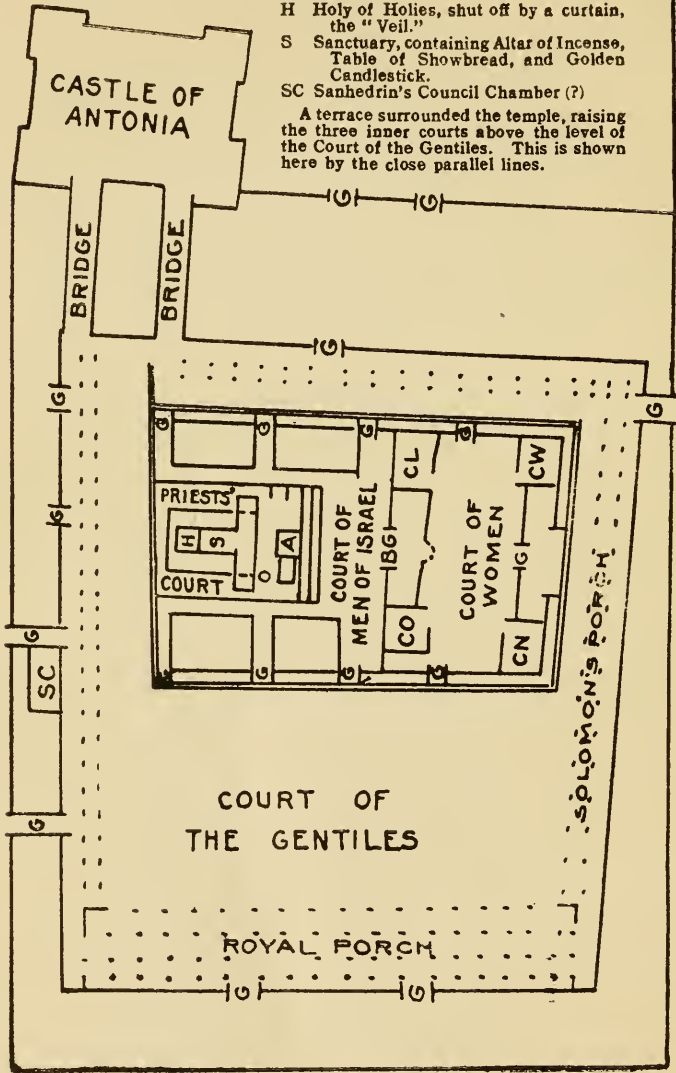 H Holy of Holies, shut off by a curtain,
the "Veil."
S Sanctuary, containing Altar of Incense,
Table of Showbread, and Golden
Candlestick.
SC Sanhedrin's Council Chamber (?)
A terrace surrounded the temple, raising
the three inner courts above the level of
the Court of the Gentiles. This is shown
here by the close parallel lines.
CASTLE OF
ANTONIA
G
G
BRIDGE
BRIDGE
G
G
G
G
G
G
G
G
CL
CW
PRIESTS'
H
S
A
O
COURT
COURT OF
MEN OF ISRAEL
BG
COURT OF
WOMEN
G
G
CO
CN
G
G
G
G
SC
SOLOMON'S PORCH
COURT OF
THE GENTILES
G
ROYAL PORCH
G
G